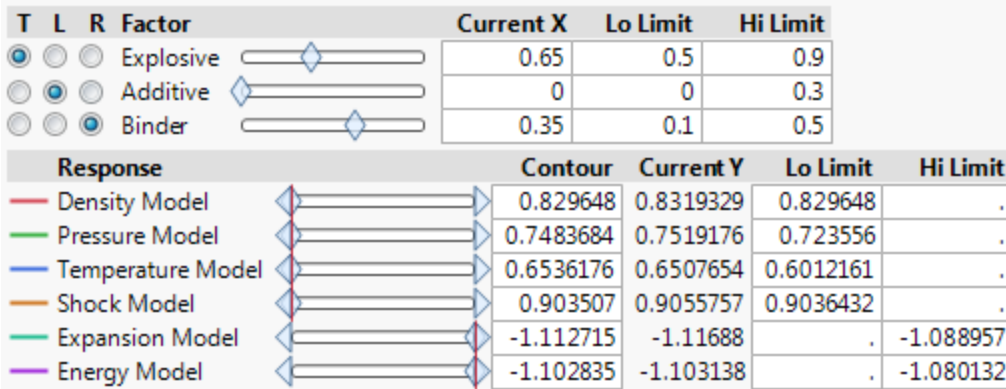 T L R Factor Current X Lo Limit Hi Limit
Explosive 0.65 0.5 0.9
Additive 0 0 0.3
Binder 0.35 0.1 0.5
Response Contour Current Y Lo Limit Hi Limit
Density Model 0.829648 0.8319329 0.829648 .
Pressure Model 0.7483684 0.7519176 0.723556 .
Temperature Model 0.6536176 0.6507654 0.6012161 .
Shock Model 0.903507 0.9055757 0.9036432 .
Expansion Model -1.112715 -1.11688 . -1.088957
Energy Model -1.102835 -1.103138 . -1.080132